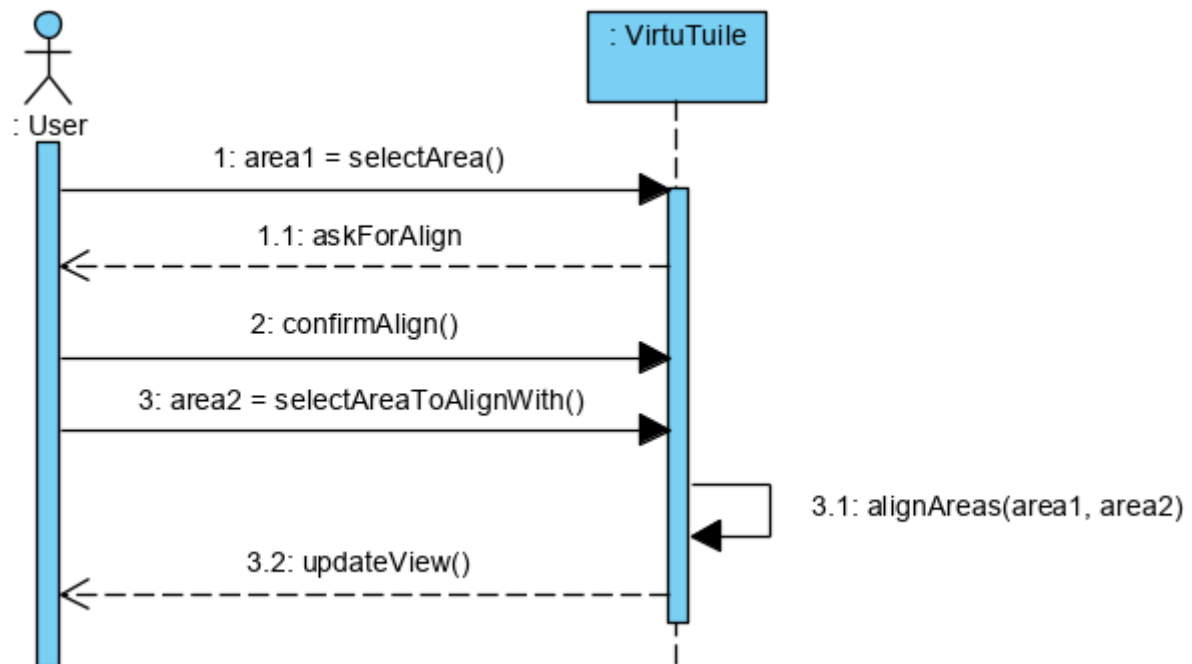 : VirtuTuile
: User
1: area1 = selectArea()
1.1: askForAlign
2: confirmAlign()
3: area2 = selectAreaToAlignWith()
3.1: alignAreas(area1, area2)
3.2: updateView()